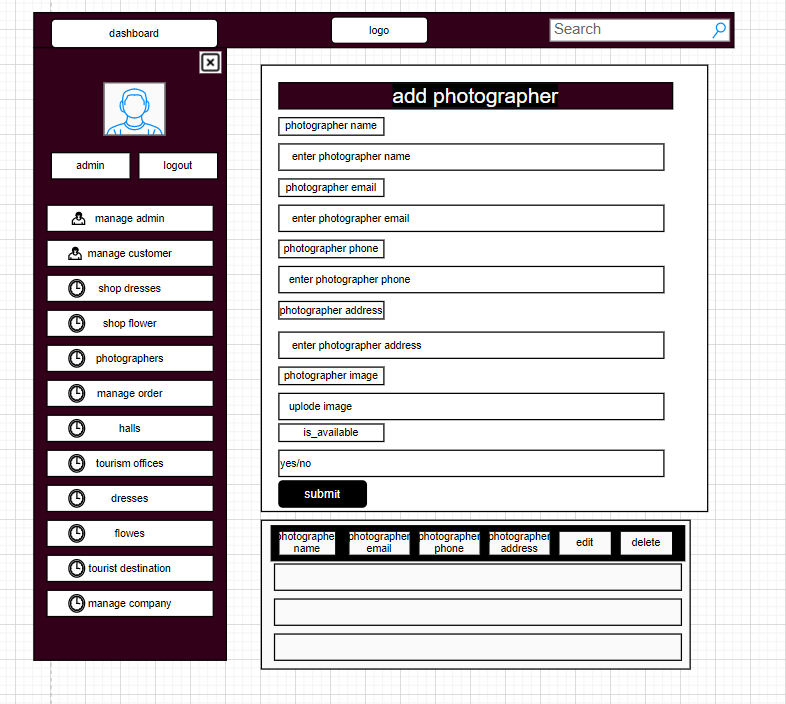 dashboard
logo
Search
admin
logout
manage admin
manage customer
shop dresses
shop flower
photographers
manage order
halls
tourism offices
dresses
flowes
tourist destination
manage company
add photographer
photographer name
enter photographer name
photographer email
enter photographer email
photographer phone
enter photographer phone
photographer address
enter photographer address
photographer image
uplode image
is_available
yes/no
submit
photographer
name
photographer
email
photographer
phone
photographer
address
edit
delete